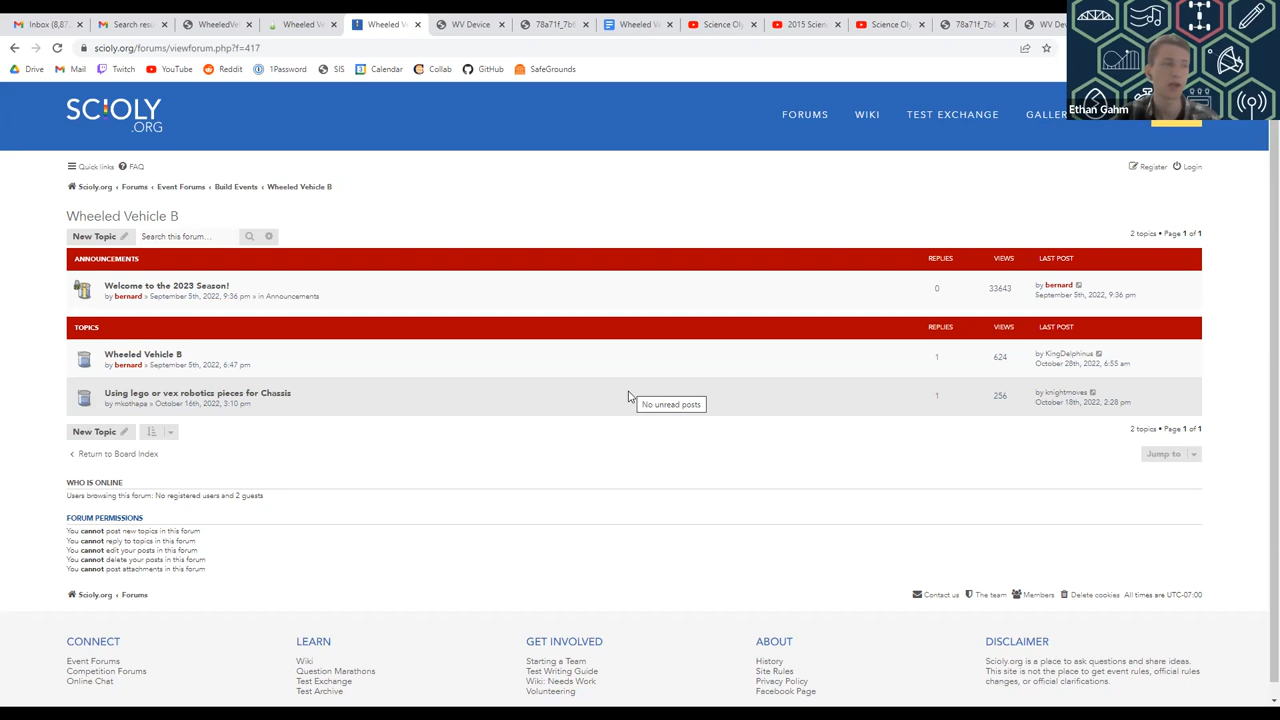 Inbox (8,87
Search resu
WheeledVe
Wheeled Ve
Wheeled V
WV Device
78a71f_7b6
Wheeled V
Science Oly
2015 Scienc
Science Oly
78a71f_7b6
WV De
scioly.org/forums/viewforum.php?f=417
Drive
Mail
Twitch
YouTube
Reddit
1Password
SIS
Calendar
Collab
GitHub
SafeGrounds
Ethan Gahm
SCIOLY
.ORG
FORUMS
WIKI
TEST EXCHANGE
GALLER
Quick links
FAQ
Register
Login
Scioly.org ‹ Forums ‹ Event Forums ‹ Build Events ‹ Wheeled Vehicle B
Wheeled Vehicle B
New Topic
Search this forum…
2 topics • Page 1 of 1
ANNOUNCEMENTS
REPLIES
VIEWS
LAST POST
Welcome to the 2023 Season!
by bernard » September 5th, 2022, 9:36 pm » in Announcements
0
33643
by bernard
September 5th, 2022, 9:36 pm
TOPICS
REPLIES
VIEWS
LAST POST
Wheeled Vehicle B
by bernard » September 5th, 2022, 6:47 pm
1
624
by KingDelphinus
October 28th, 2022, 6:55 am
Using lego or vex robotics pieces for Chassis
by mkothapa » October 16th, 2022, 3:10 pm
1
256
by knightmoves
October 18th, 2022, 2:28 pm
No unread posts
New Topic
2 topics • Page 1 of 1
‹ Return to Board Index
Jump to
WHO IS ONLINE
Users browsing this forum: No registered users and 2 guests
FORUM PERMISSIONS
You cannot post new topics in this forum
You cannot reply to topics in this forum
You cannot edit your posts in this forum
You cannot delete your posts in this forum
You cannot post attachments in this forum
Scioly.org ‹ Forums
Contact us
The team
Members
Delete cookies
All times are UTC-07:00
CONNECT
Event Forums
Competition Forums
Online Chat
LEARN
Wiki
Question Marathons
Test Exchange
Test Archive
GET INVOLVED
Starting a Team
Test Writing Guide
Wiki: Needs Work
Volunteering
ABOUT
History
Site Rules
Privacy Policy
Facebook Page
DISCLAIMER
Scioly.org is a place to ask questions and share ideas.
This site is not the place to get event rules, official rules
changes, or official clarifications.